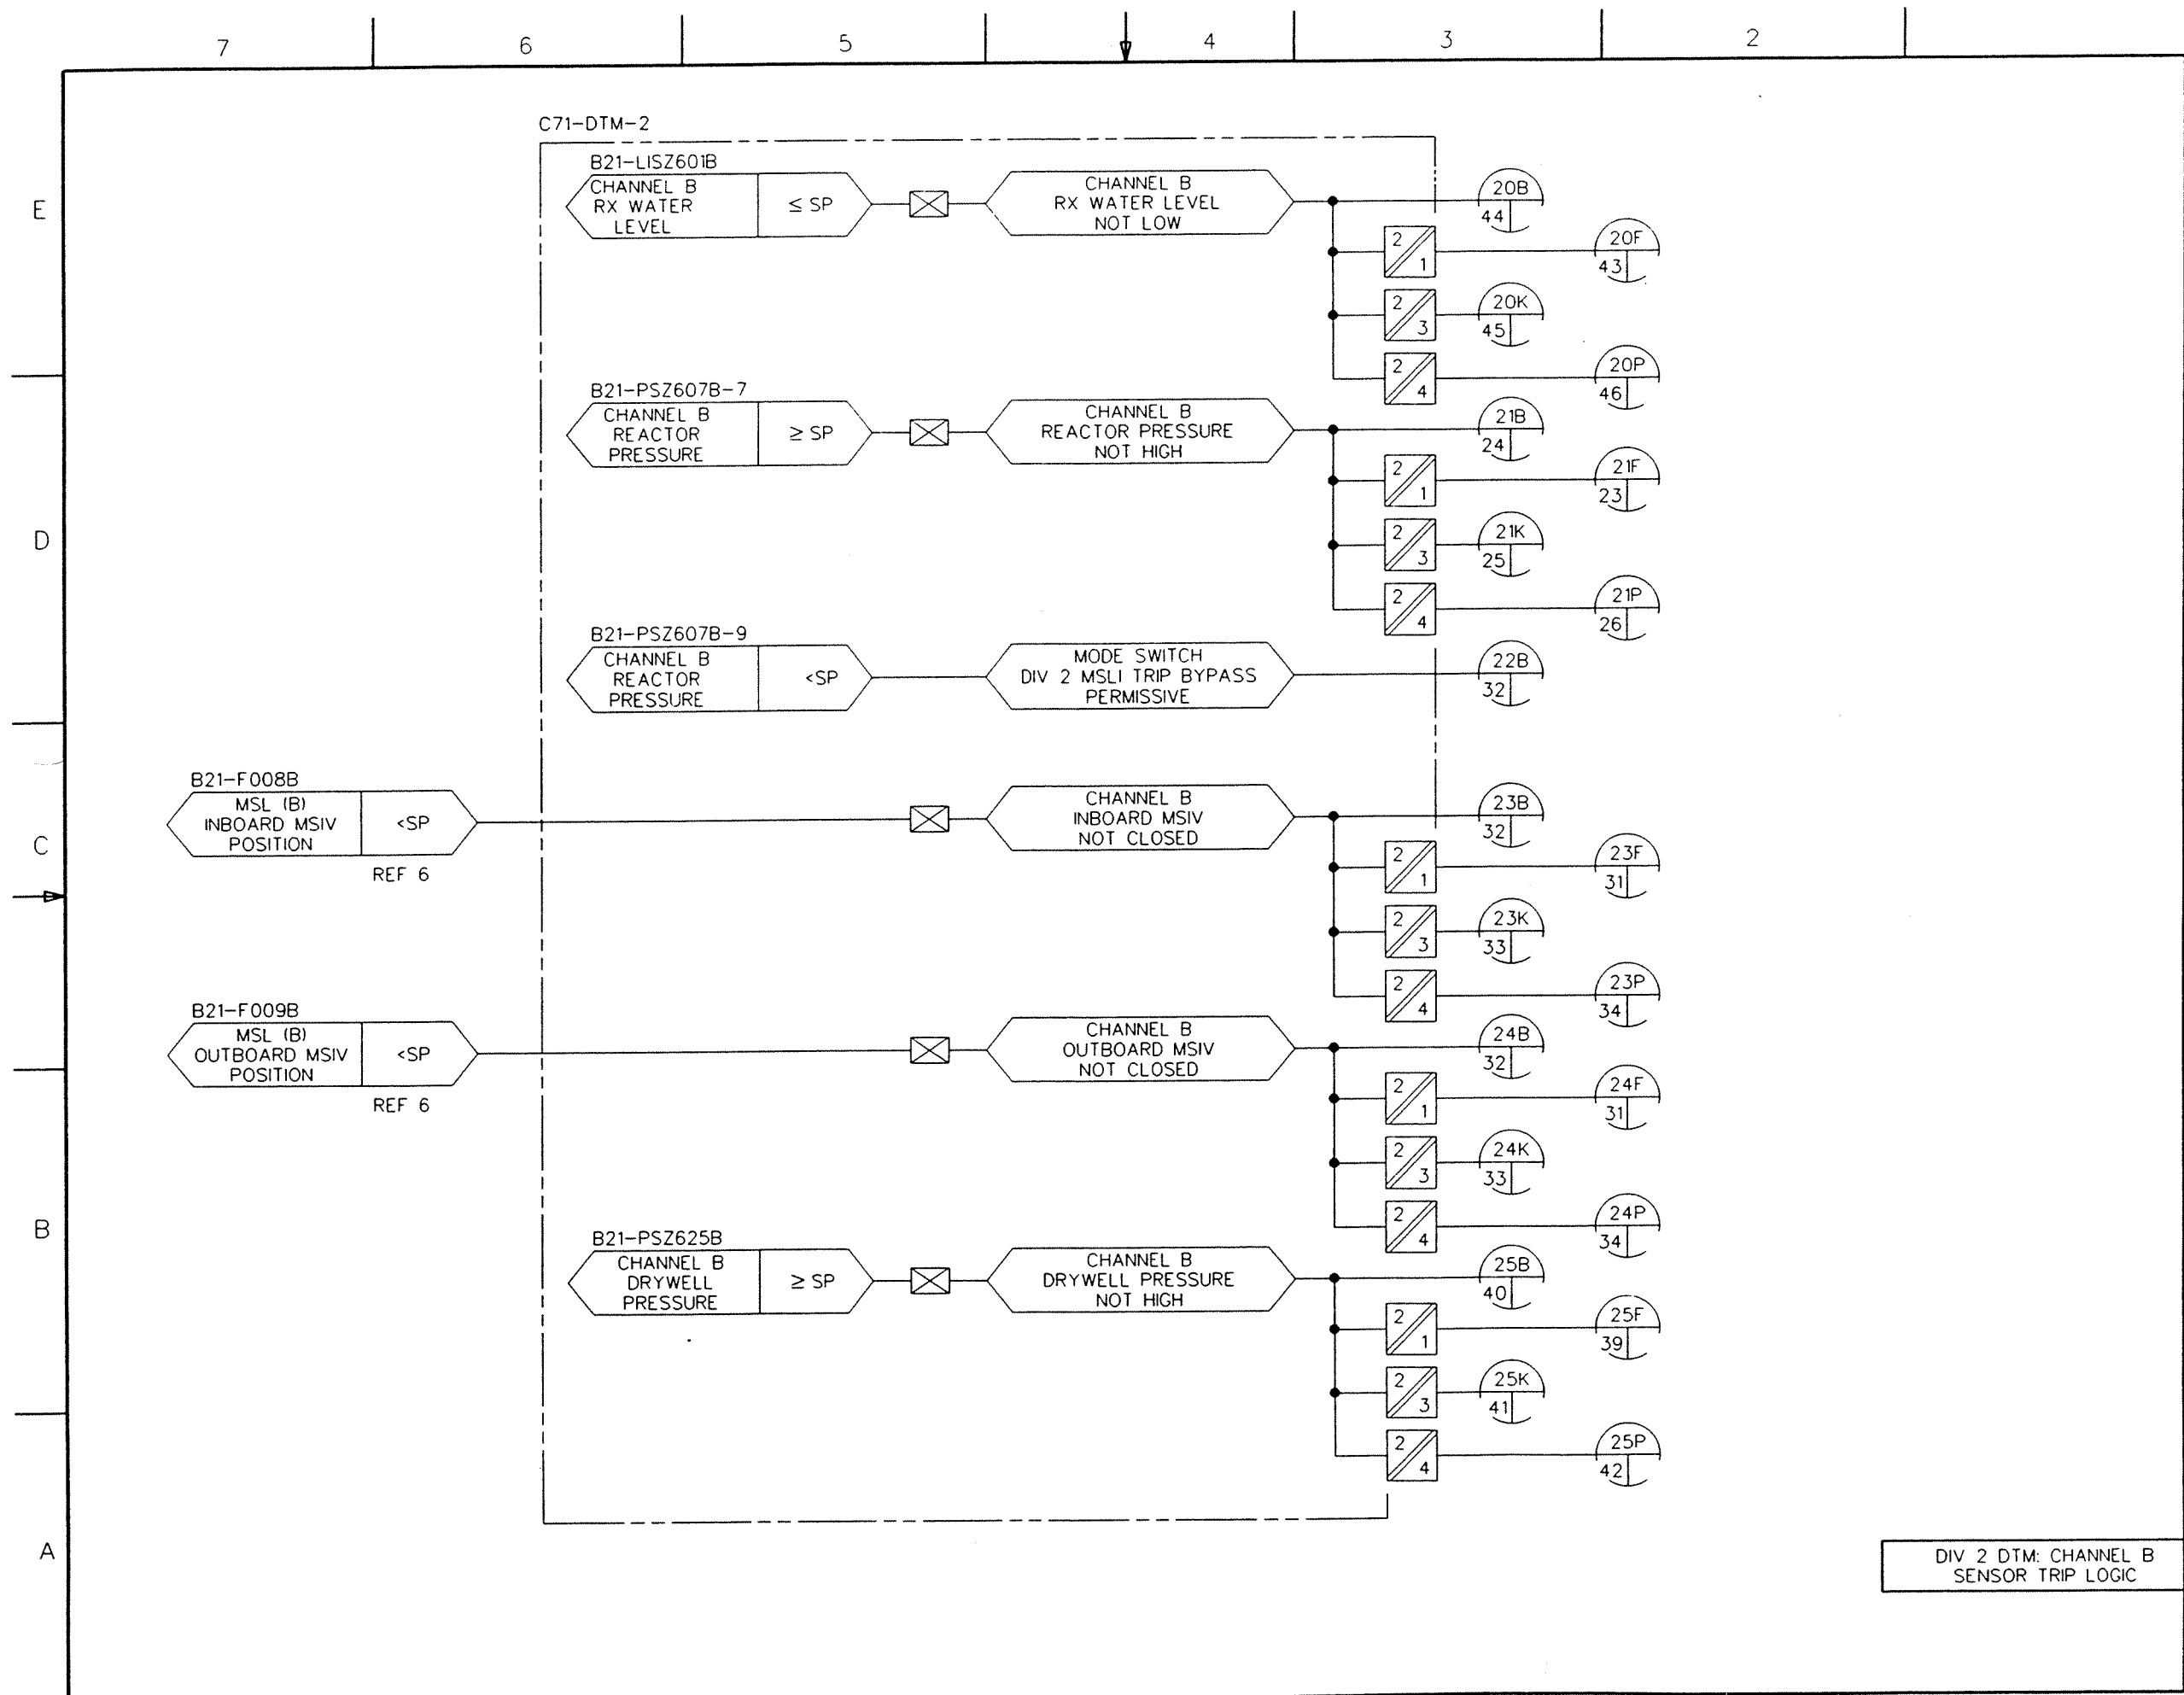 7 6 5 4 3 2
C71-DTM-2
E
B21-LISZ601B
CHANNEL B
RX WATER
LEVEL
≤ SP
CHANNEL B
RX WATER LEVEL
NOT LOW
20B
44
2
1
20F
43
2
3
20K
45
2
4
20P
46
D
B21-PSZ607B-7
CHANNEL B
REACTOR
PRESSURE
≥ SP
CHANNEL B
REACTOR PRESSURE
NOT HIGH
21B
24
2
1
21F
23
2
3
21K
25
2
4
21P
26
B21-PSZ607B-9
CHANNEL B
REACTOR
PRESSURE
<SP
MODE SWITCH
DIV 2 MSLI TRIP BYPASS
PERMISSIVE
22B
32
C
B21-F008B
MSL (B)
INBOARD MSIV
POSITION
<SP
REF 6
CHANNEL B
INBOARD MSIV
NOT CLOSED
23B
32
2
1
23F
31
2
3
23K
33
2
4
23P
34
B21-F009B
MSL (B)
OUTBOARD MSIV
POSITION
<SP
REF 6
CHANNEL B
OUTBOARD MSIV
NOT CLOSED
24B
32
2
1
24F
31
2
3
24K
33
2
4
24P
34
B
B21-PSZ625B
CHANNEL B
DRYWELL
PRESSURE
≥ SP
CHANNEL B
DRYWELL PRESSURE
NOT HIGH
25B
40
2
1
25F
39
2
3
25K
41
2
4
25P
42
A
DIV 2 DTM: CHANNEL B
SENSOR TRIP LOGIC